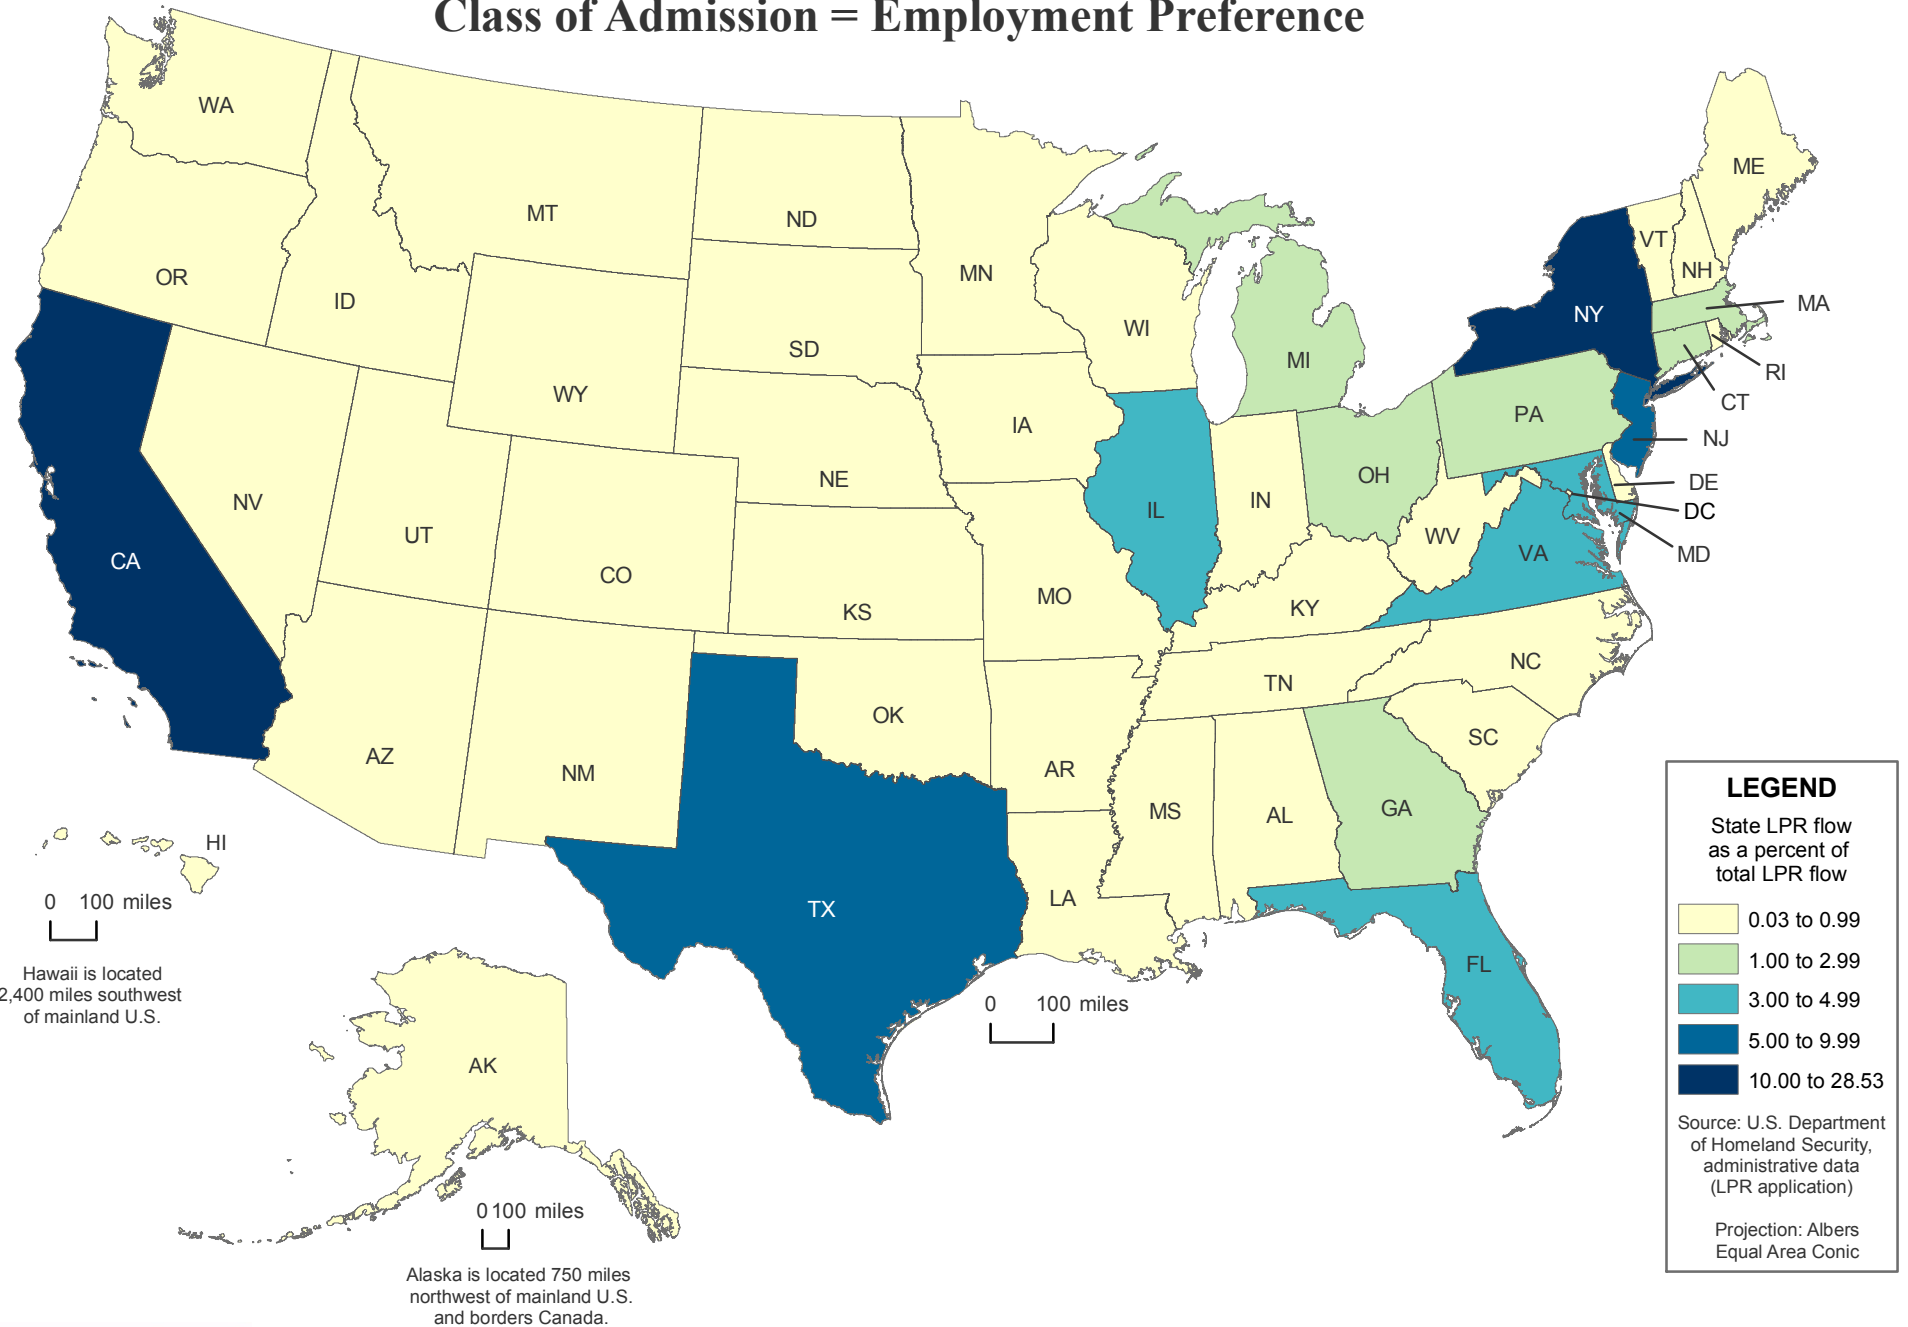 Class of Admission = Employment Preference
WA
OR
CA
ID
NV
MT
WY
UT
AZ
CO
NM
ND
SD
NE
KS
OK
TX
MN
IA
MO
AR
LA
WI
IL
MI
IN
OH
KY
TN
MS
AL
GA
FL
SC
NC
VA
WV
PA
NY
VT
NH
ME
MA
RI
CT
NJ
DE
DC
MD
HI
0 100 miles
Hawaii is located
2,400 miles southwest
of mainland U.S.
AK
0 100 miles
Alaska is located 750 miles
northwest of mainland U.S.
and borders Canada.
0 100 miles
LEGEND
State LPR flow
as a percent of
total LPR flow
0.03 to 0.99
1.00 to 2.99
3.00 to 4.99
5.00 to 9.99
10.00 to 28.53
Source: U.S. Department
of Homeland Security,
administrative data
(LPR application)
Projection: Albers
Equal Area Conic